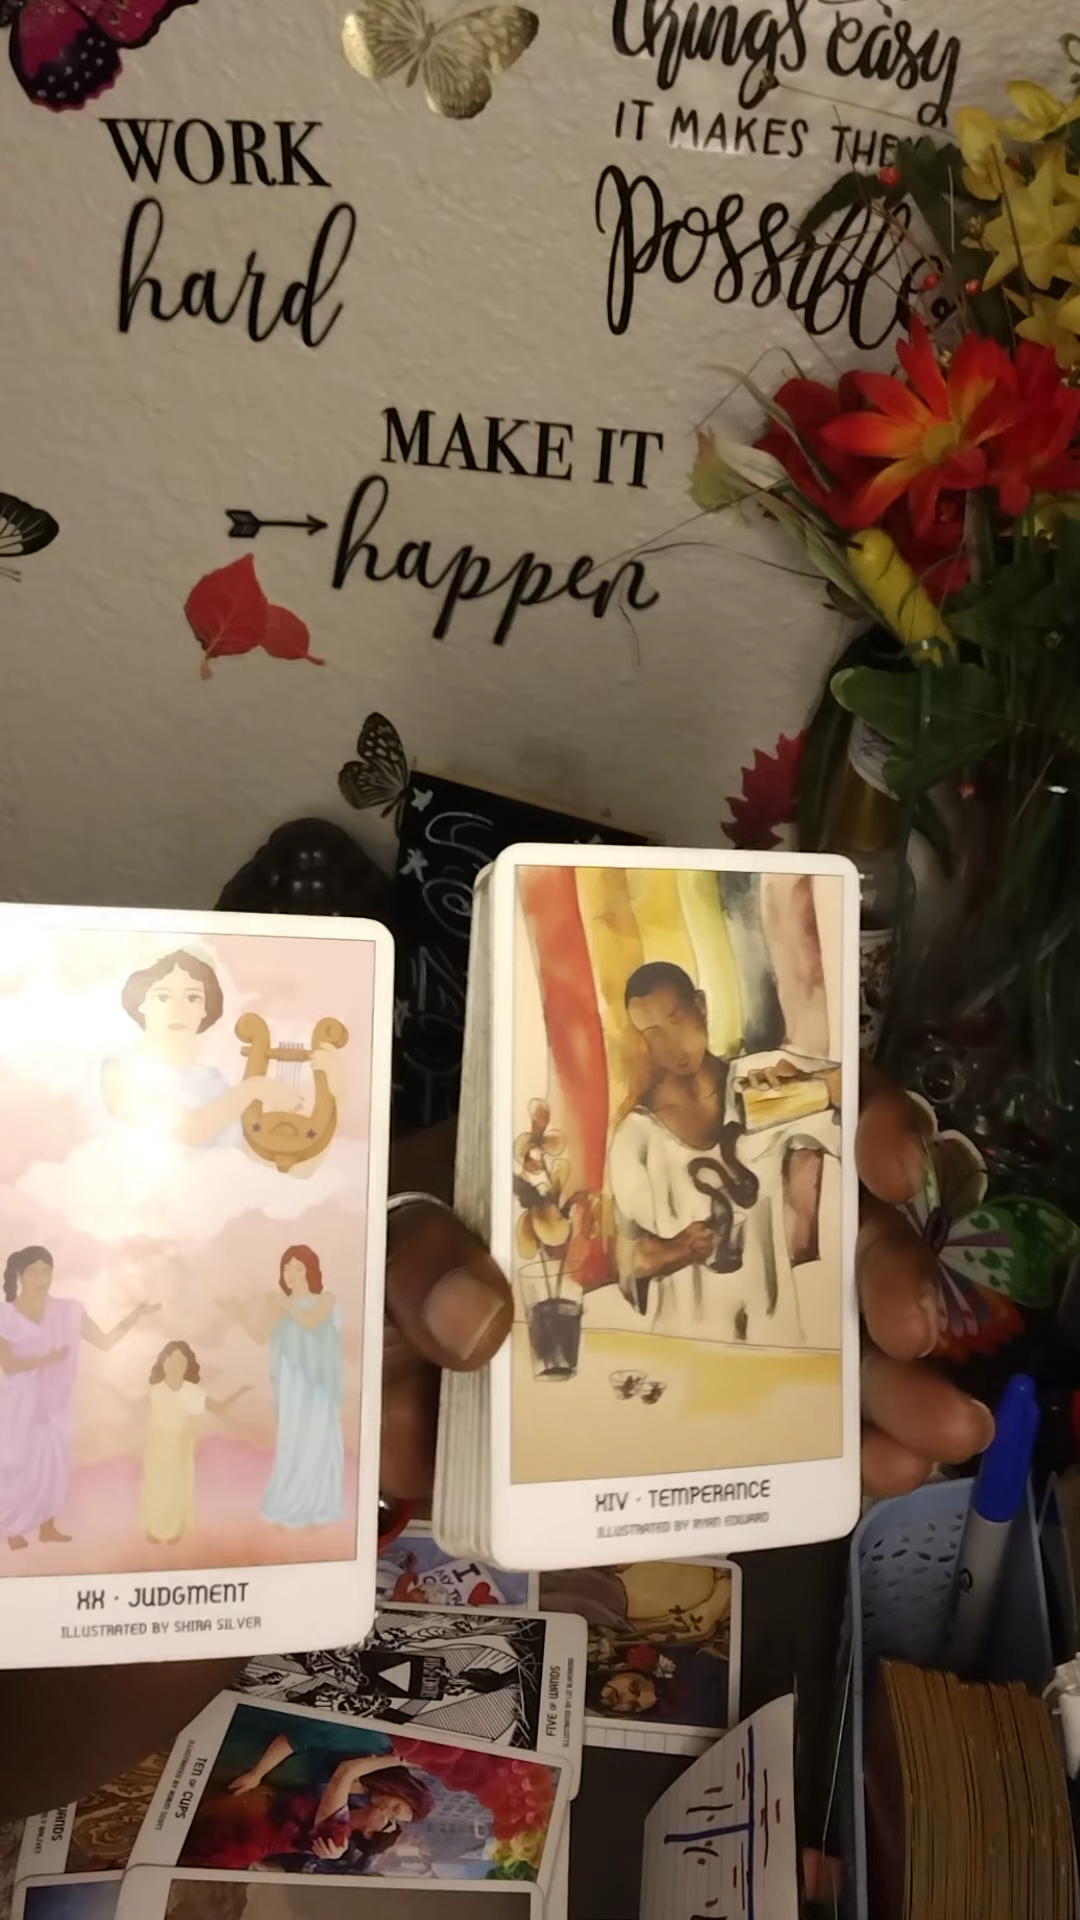 things easy
IT MAKES THE
Possible
WORK
hard
MAKE IT
happen
XIV · TEMPERANCE
ILLUSTRATED BY RYAN EDWARD
XX · JUDGMENT
ILLUSTRATED BY SHIRA SILVER
FIVE OF WANDS
TEN OF CUPS
WANDS